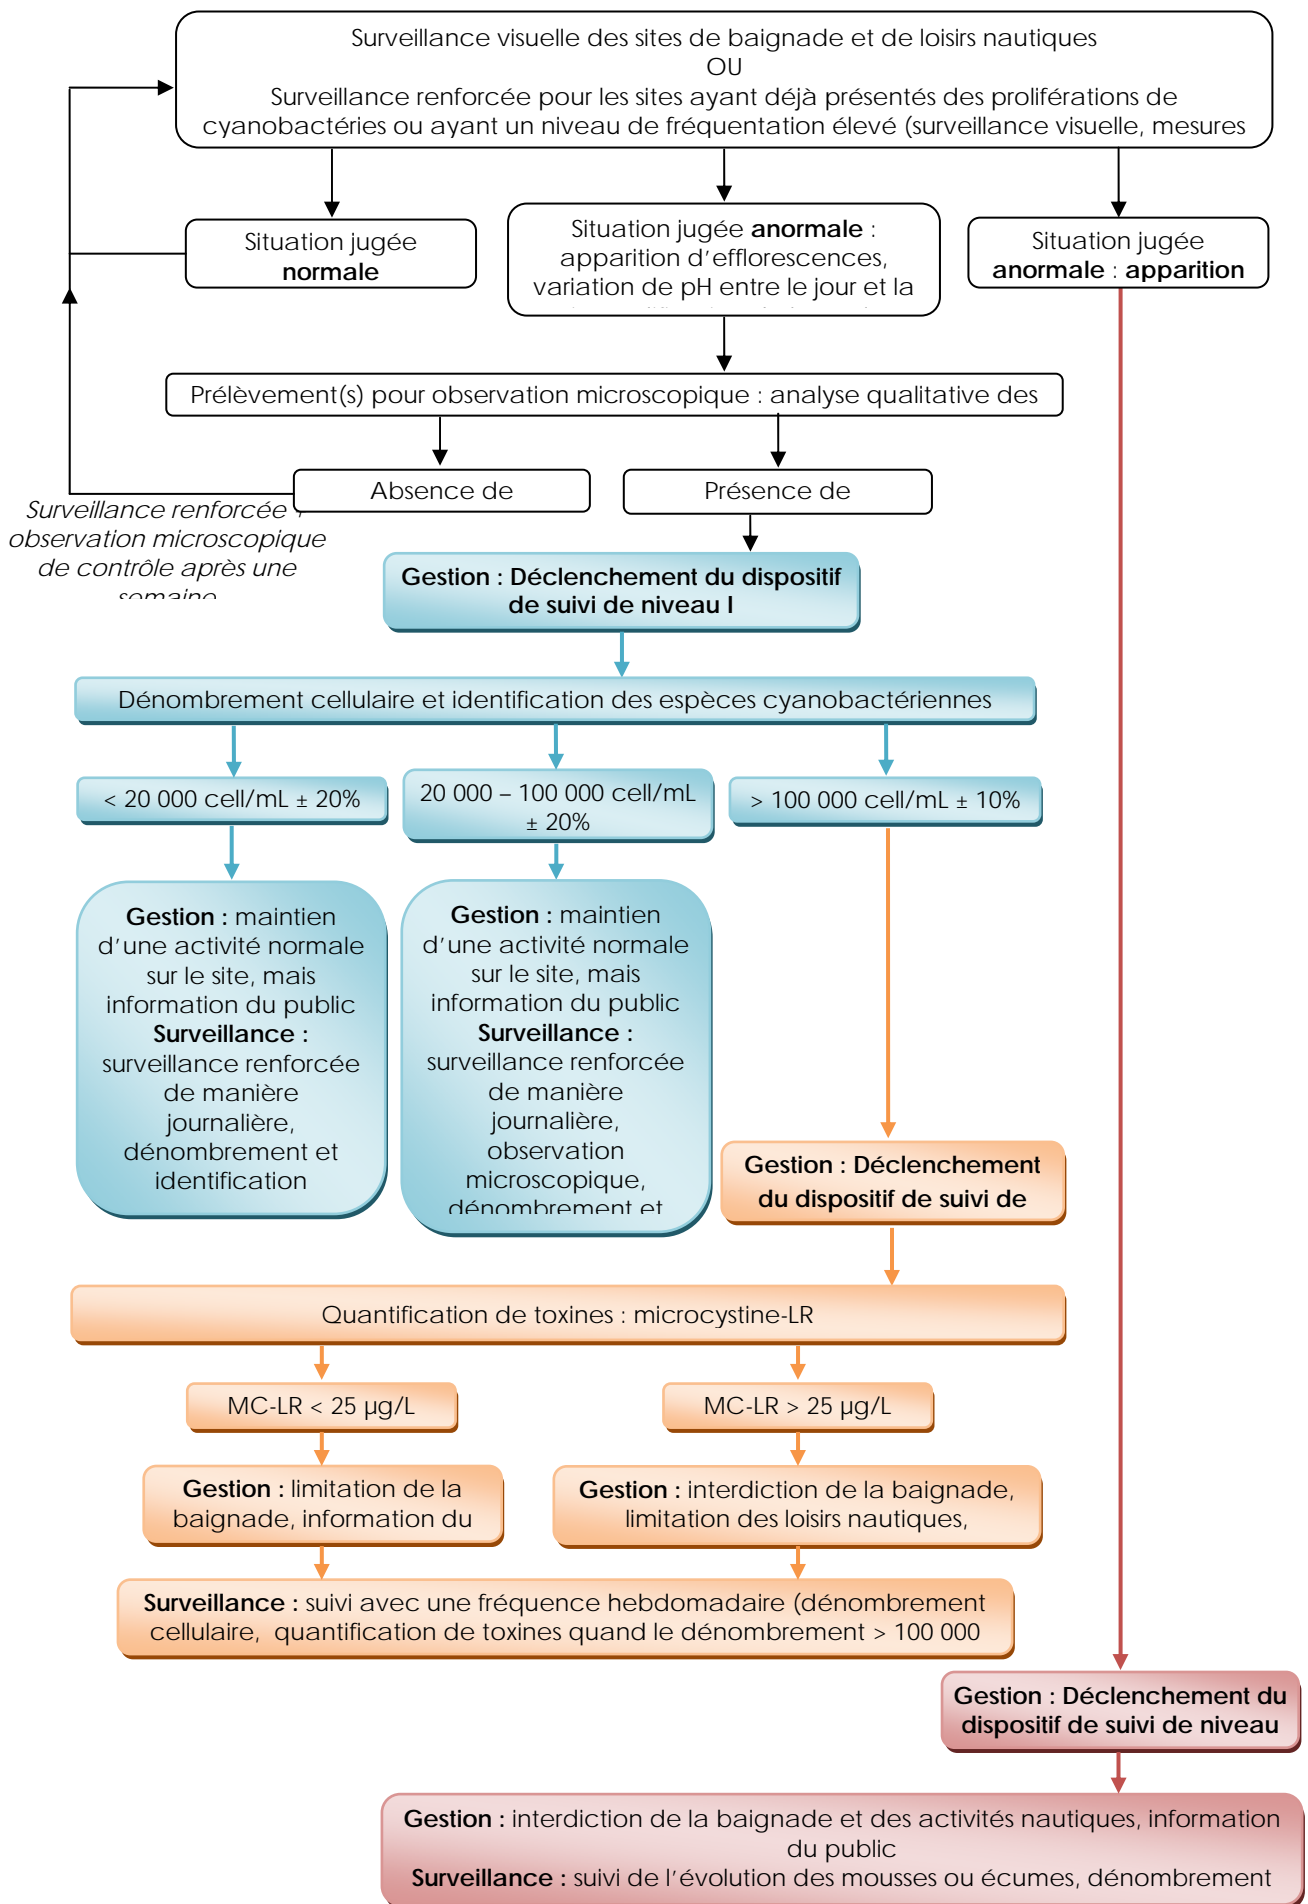 Surveillance visuelle des sites de baignade et de loisirs nautiques
OU
Surveillance renforcée pour les sites ayant déjà présentés des proliférations de
cyanobactéries ou ayant un niveau de fréquentation élevé (surveillance visuelle, mesures
Situation jugée
normale
Situation jugée anormale :
apparition d'efflorescences,
variation de pH entre le jour et la
Situation jugée
anormale : apparition
Prélèvement(s) pour observation microscopique : analyse qualitative des
Absence de
Présence de
Surveillance renforcée
observation microscopique
de contrôle après une
semaine
Gestion : Déclenchement du dispositif
de suivi de niveau I
Dénombrement cellulaire et identification des espèces cyanobactériennes
< 20 000 cell/mL ± 20%
20 000 – 100 000 cell/mL
± 20%
> 100 000 cell/mL ± 10%
Gestion : maintien
d'une activité normale
sur le site, mais
information du public
Surveillance :
surveillance renforcée
de manière
journalière,
dénombrement et
identification
Gestion : maintien
d'une activité normale
sur le site, mais
information du public
Surveillance :
surveillance renforcée
de manière
journalière,
observation
microscopique,
dénombrement et
Gestion : Déclenchement
du dispositif de suivi de
Quantification de toxines : microcystine-LR
MC-LR < 25 µg/L
MC-LR > 25 µg/L
Gestion : limitation de la
baignade, information du
Gestion : interdiction de la baignade,
limitation des loisirs nautiques,
Surveillance : suivi avec une fréquence hebdomadaire (dénombrement
cellulaire, quantification de toxines quand le dénombrement > 100 000
Gestion : Déclenchement du
dispositif de suivi de niveau
Gestion : interdiction de la baignade et des activités nautiques, information
du public
Surveillance : suivi de l'évolution des mousses ou écumes, dénombrement